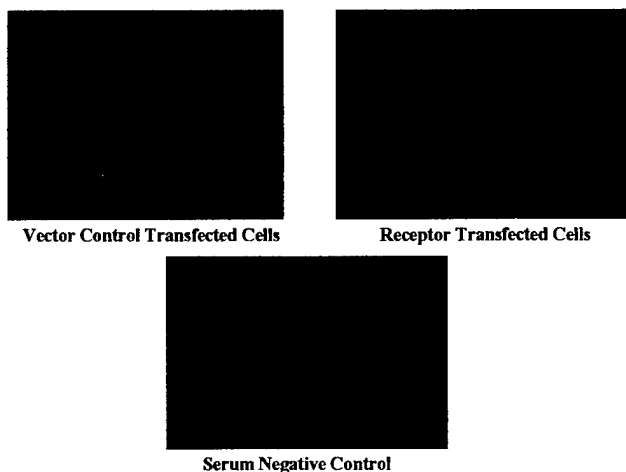 Vector Control Transfected Cells
Receptor Transfected Cells
Serum Negative Control